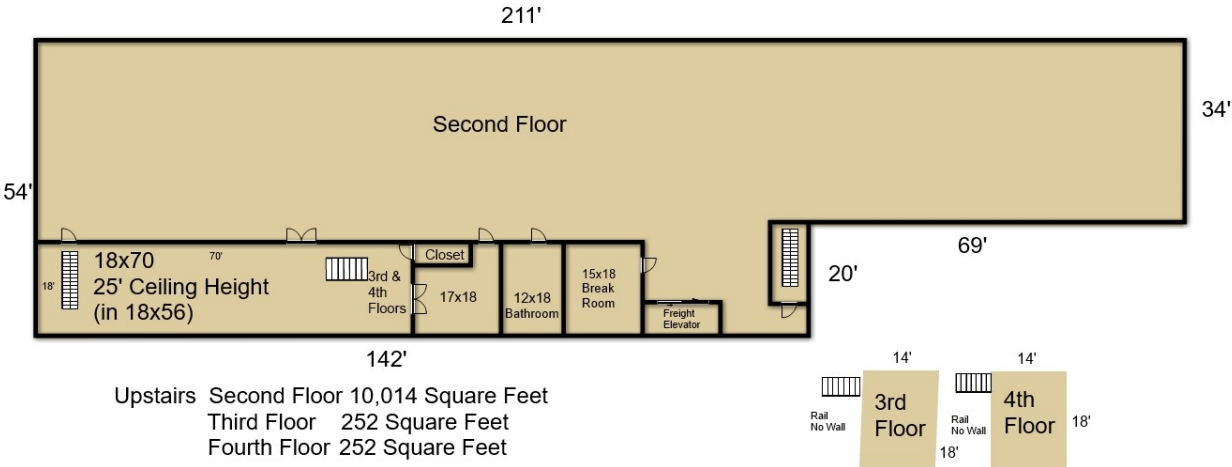 211'
34'
Second Floor
54'
69'
20'
18x70
70'
25' Ceiling Height
(in 18x56)
18'
3rd &
4th
Floors
Closet
17x18
12x18
Bathroom
15x18
Break
Room
Freight
Elevator
142'
Upstairs Second Floor 10,014 Square Feet
Third Floor 252 Square Feet
Fourth Floor 252 Square Feet
14'
3rd
Floor
Rail
No Wall
18'
14'
4th
Floor
Rail
No Wall
18'